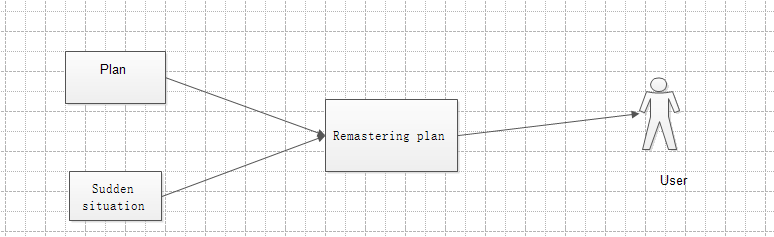 Plan
Remastering plan
Sudden
situation
User